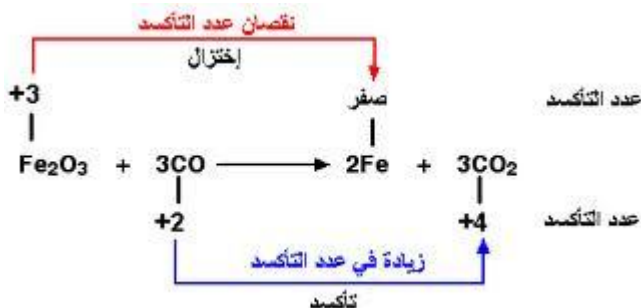 نقصان عدد التأكسد
إختزال
+3 صفر عدد التأكسد
Fe₂O₃ + 3CO 2Fe + 3CO₂
+2 +4 عدد التأكسد
زيادة في عدد التأكسد
تأكسد